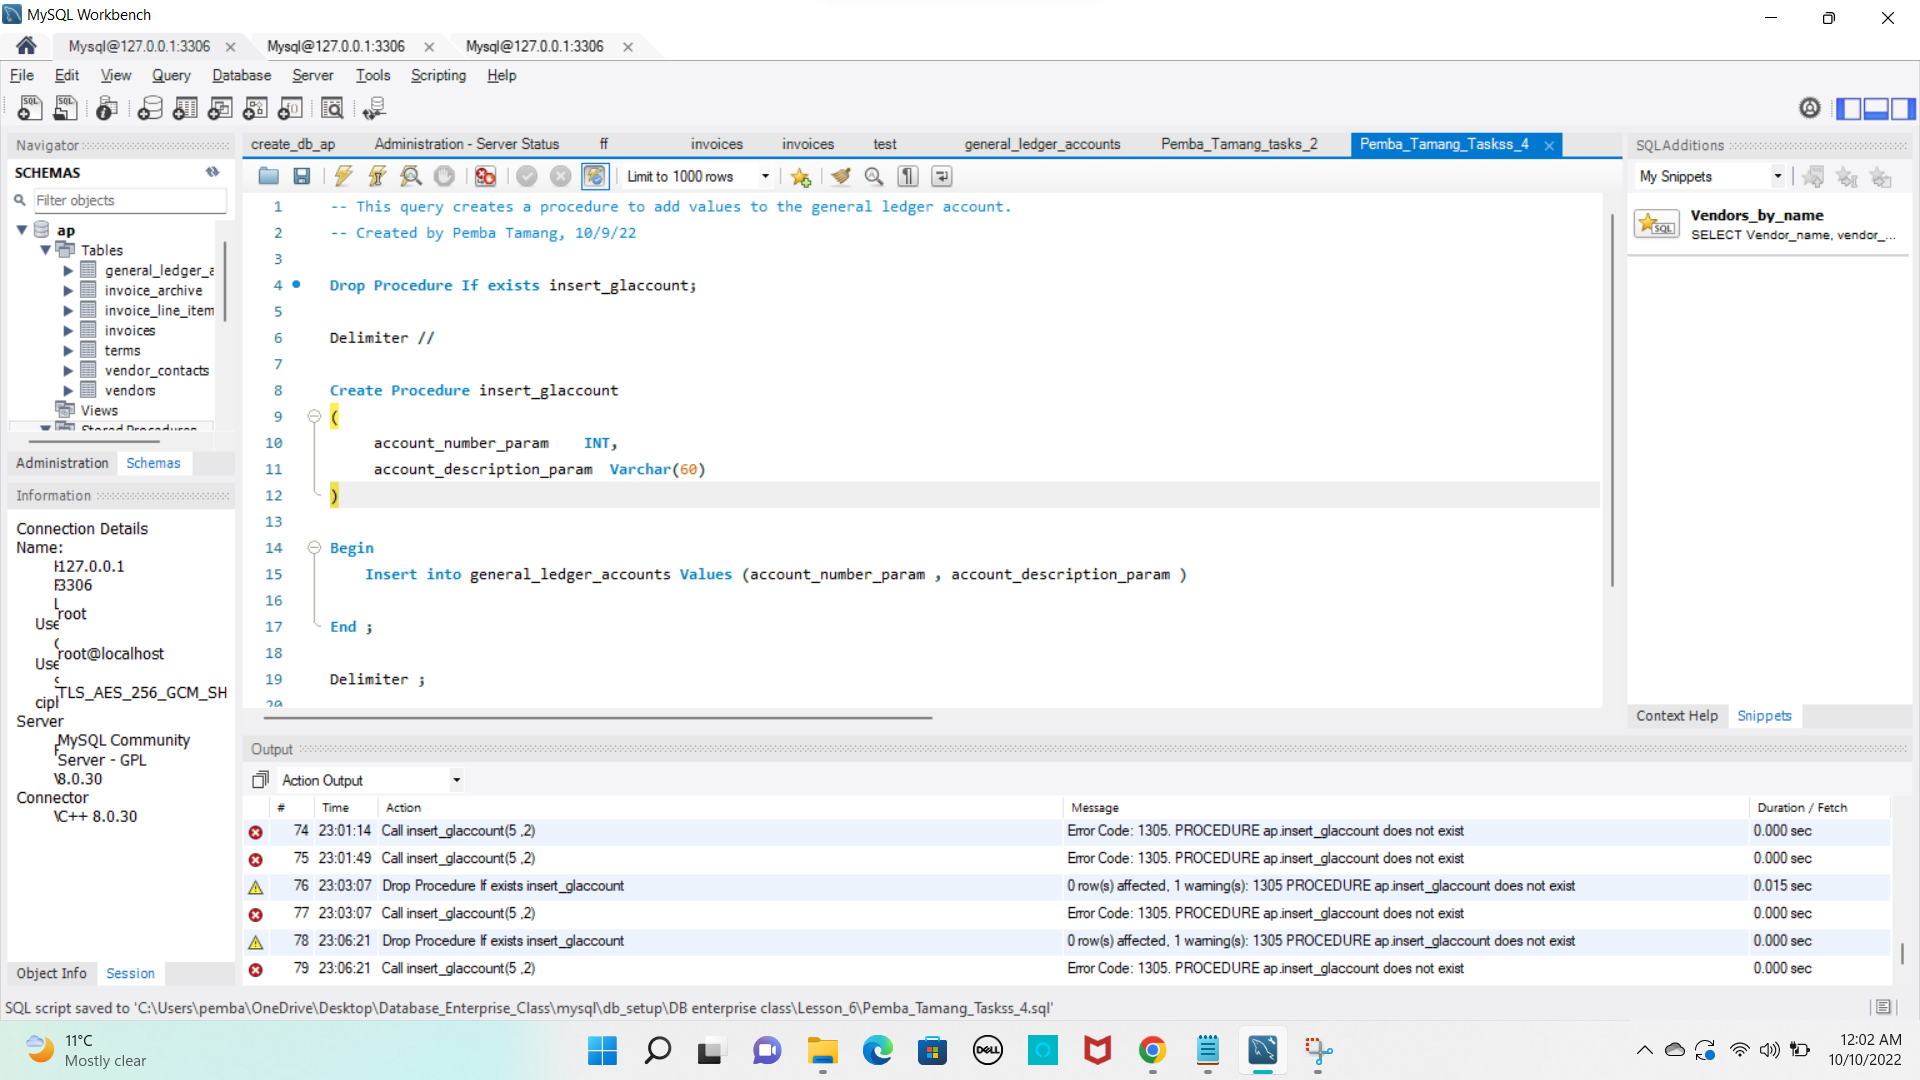 MySQL Workbench
Mysql@127.0.0.1:3306 Mysql@127.0.0.1:3306 Mysql@127.0.0.1:3306
File Edit View Query Database Server Tools Scripting Help
Navigator
SCHEMAS
Filter objects
ap
Tables
general_ledger_a
invoice_archive
invoice_line_item
invoices
terms
vendor_contacts
vendors
Views
Stored Procedures
Administration Schemas
Information
Connection Details
Name:
127.0.0.1
3306
root
Use
root@localhost
Use
TLS_AES_256_GCM_SH
ciph
Server
MySQL Community
Server - GPL
8.0.30
Connector
C++ 8.0.30
Object Info Session
create_db_ap Administration - Server Status ff invoices invoices test general_ledger_accounts Pemba_Tamang_tasks_2 Pemba_Tamang_Taskss_4
Limit to 1000 rows
1 -- This query creates a procedure to add values to the general ledger account.
2 -- Created by Pemba Tamang, 10/9/22
3
4 Drop Procedure If exists insert_glaccount;
5
6 Delimiter //
7
8 Create Procedure insert_glaccount
9 (
10 account_number_param INT,
11 account_description_param Varchar(60)
12 )
13
14 Begin
15 Insert into general_ledger_accounts Values (account_number_param , account_description_param )
16
17 End ;
18
19 Delimiter ;
20
SQLAdditions
My Snippets
SQL Vendors_by_name
SELECT Vendor_name, vendor_...
Context Help Snippets
Output
Action Output
# Time Action Message Duration / Fetch
74 23:01:14 Call insert_glaccount(5 ,2) Error Code: 1305. PROCEDURE ap.insert_glaccount does not exist 0.000 sec
75 23:01:49 Call insert_glaccount(5 ,2) Error Code: 1305. PROCEDURE ap.insert_glaccount does not exist 0.000 sec
76 23:03:07 Drop Procedure If exists insert_glaccount 0 row(s) affected, 1 warning(s): 1305 PROCEDURE ap.insert_glaccount does not exist 0.015 sec
77 23:03:07 Call insert_glaccount(5 ,2) Error Code: 1305. PROCEDURE ap.insert_glaccount does not exist 0.000 sec
78 23:06:21 Drop Procedure If exists insert_glaccount 0 row(s) affected, 1 warning(s): 1305 PROCEDURE ap.insert_glaccount does not exist 0.000 sec
79 23:06:21 Call insert_glaccount(5 ,2) Error Code: 1305. PROCEDURE ap.insert_glaccount does not exist 0.000 sec
SQL script saved to 'C:\Users\pemba\OneDrive\Desktop\Database_Enterprise_Class\mysql\db_setup\DB enterprise class\Lesson_6\Pemba_Tamang_Taskss_4.sql'
11°C
Mostly clear
DELL
12:02 AM
10/10/2022